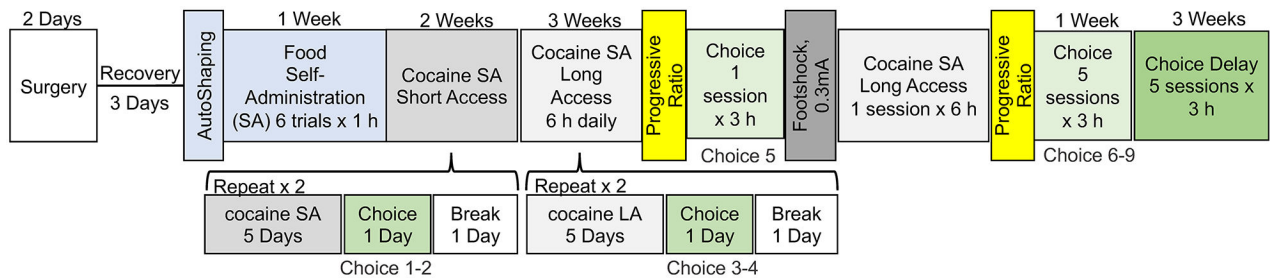 2 Days
Surgery
Recovery
3 Days
AutoShaping
1 Week
Food
Self-
Administration
(SA) 6 trials x 1 h
2 Weeks
Cocaine SA
Short Access
3 Weeks
Cocaine SA
Long
Access
6 h daily
Progressive
Ratio
Choice
1
session
x 3 h
Choice 5
Footshock,
0.3mA
Cocaine SA
Long Access
1 session x 6 h
Progressive
Ratio
1 Week
Choice
5
sessions
x 3 h
Choice 6-9
3 Weeks
Choice Delay
5 sessions x
3 h
Repeat x 2
cocaine SA
5 Days
Choice
1 Day
Break
1 Day
Choice 1-2
Repeat x 2
cocaine LA
5 Days
Choice
1 Day
Break
1 Day
Choice 3-4